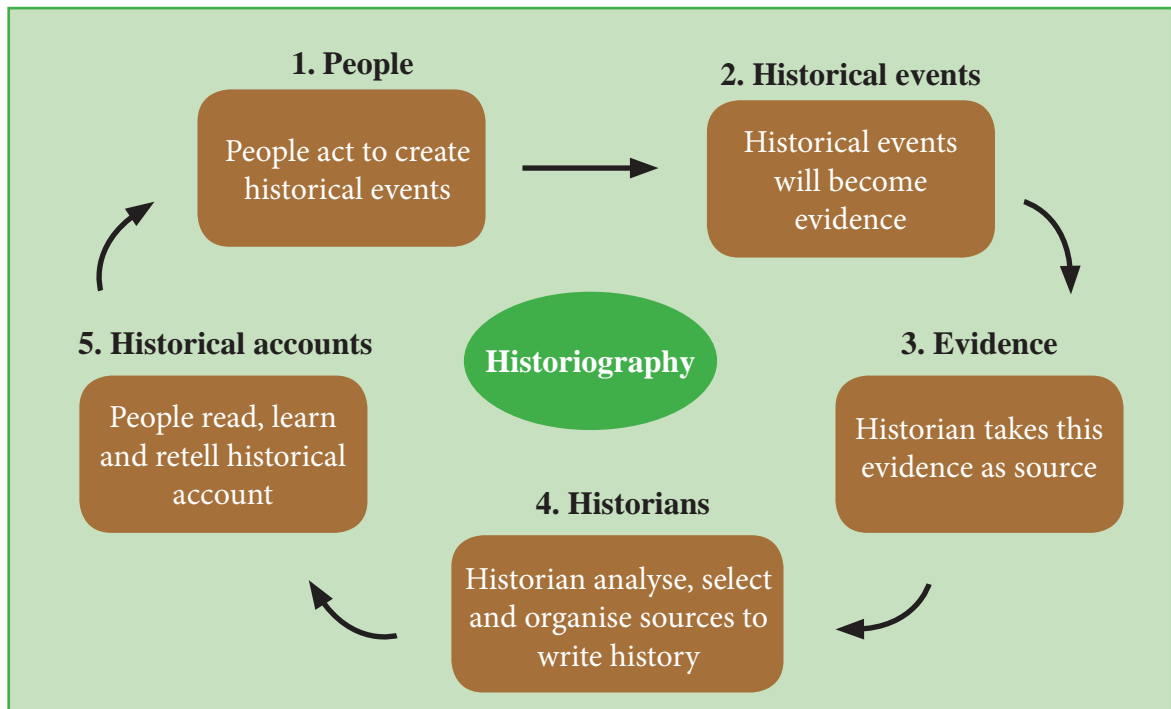 1. People
People act to create
historical events
2. Historical events
Historical events
will become
evidence
3. Evidence
Historian takes this
evidence as source
4. Historians
Historian analyse, select
and organise sources to
write history
5. Historical accounts
People read, learn
and retell historical
account
Historiography